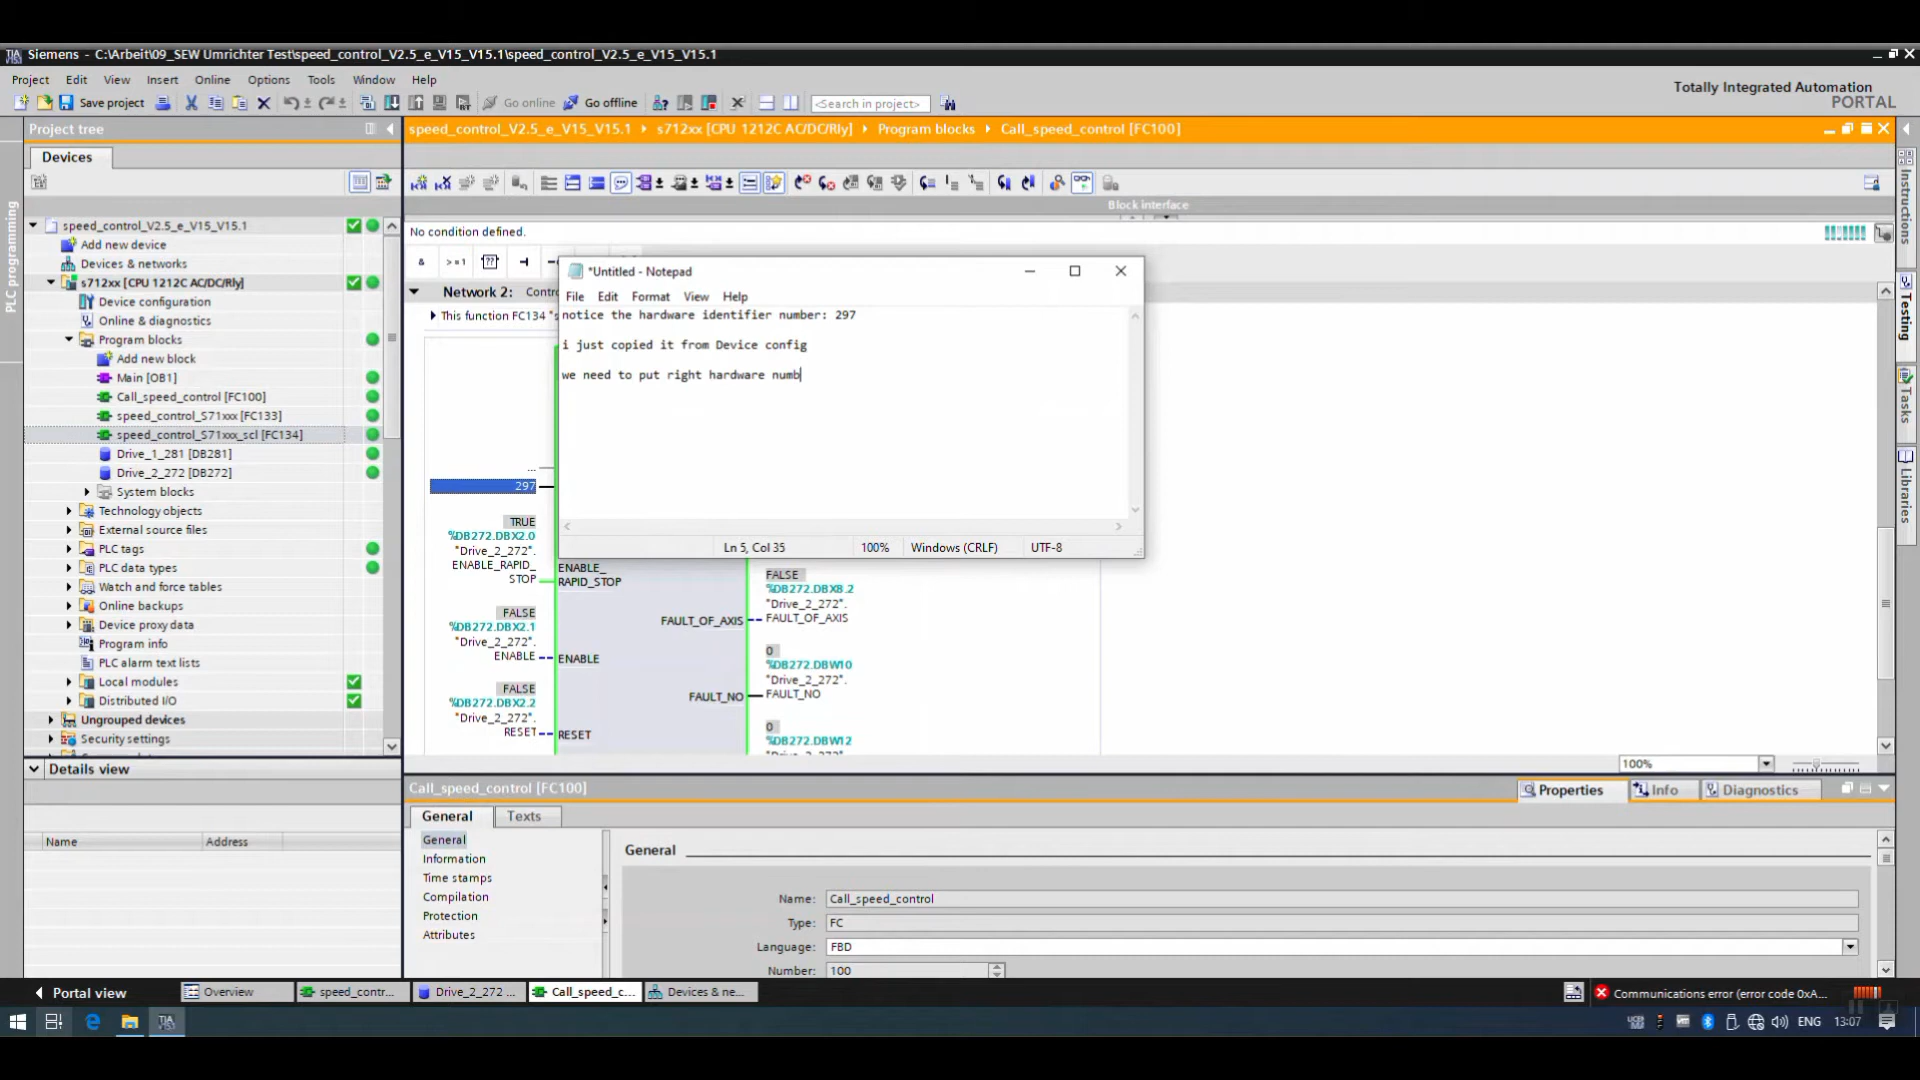 Siemens - C:\Arbeit\09_SEW Umrichter Test\speed_control_V2.5_e_V15_V15.1\speed_control_V2.5_e_V15_V15.1
Project Edit View Insert Online Options Tools Window Help
Totally Integrated Automation
PORTAL
Save project
Go online
Go offline
<Search in project>
Project tree
speed_control_V2.5_e_V15_V15.1 s712xx [CPU 1212C AC/DC/Rly] Program blocks Call_speed_control [FC100]
Devices
PLC programming
Block interface
speed_control_V2.5_e_V15_V15.1
Add new device
Devices & networks
s712xx [CPU 1212C AC/DC/Rly]
Device configuration
Online & diagnostics
Program blocks
Add new block
Main [OB1]
Call_speed_control [FC100]
speed_control_S71xxx [FC133]
speed_control_S71xxx_scl [FC134]
Drive_1_281 [DB281]
Drive_2_272 [DB272]
System blocks
Technology objects
External source files
PLC tags
PLC data types
Watch and force tables
Online backups
Device proxy data
Program info
PLC alarm text lists
Local modules
Distributed I/O
Ungrouped devices
Security settings
Details view
Name Address
No condition defined.
& >=1 ??
Network 2:
This function FC134 "s
*Untitled - Notepad
File Edit Format View Help
notice the hardware identifier number: 297
i just copied it from Device config
we need to put right hardware numb
Ln 5, Col 35 100% Windows (CRLF) UTF-8
...
297
TRUE
%DB272.DBX2.0
"Drive_2_272".
ENABLE_RAPID_
STOP
ENABLE_
RAPID_STOP
FALSE
%DB272.DBX2.1
"Drive_2_272".
ENABLE
ENABLE
FALSE
%DB272.DBX2.2
"Drive_2_272".
RESET
RESET
FALSE
%DB272.DBX8.2
"Drive_2_272".
FAULT_OF_AXIS
FAULT_OF_AXIS
0
%DB272.DBW10
"Drive_2_272".
FAULT_NO
FAULT_NO
0
%DB272.DBW12
100%
Instructions
Testing
Tasks
Libraries
Call_speed_control [FC100]
Properties Info Diagnostics
General Texts
General
Information
Time stamps
Compilation
Protection
Attributes
General
Name: Call_speed_control
Type: FC
Language: FBD
Number: 100
Portal view
Overview
speed_contr...
Drive_2_272 ...
Call_speed_c...
Devices & ne...
Communications error (error code 0xA...
ENG 13:07